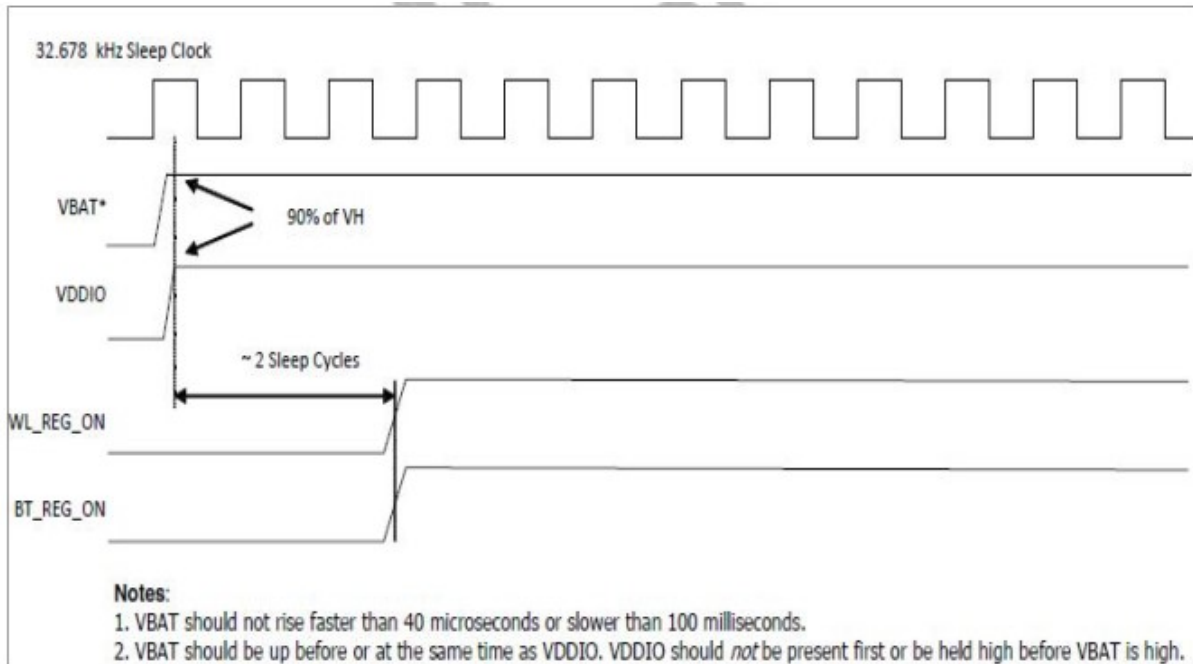 32.678 kHz Sleep Clock
VBAT*
90% of VH
VDDIO
~ 2 Sleep Cycles
WL_REG_ON
BT_REG_ON
Notes:
1. VBAT should not rise faster than 40 microseconds or slower than 100 milliseconds.
2. VBAT should be up before or at the same time as VDDIO. VDDIO should not be present first or be held high before VBAT is high.